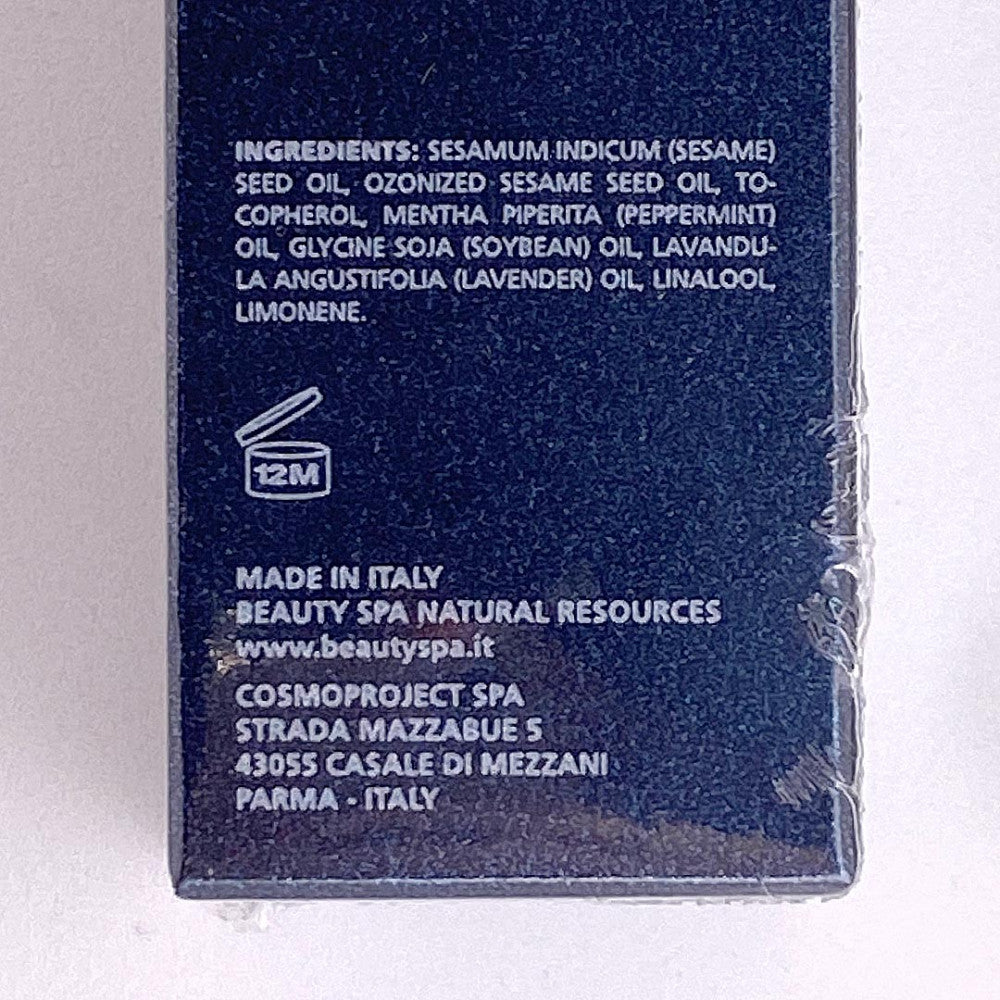 INGREDIENTS: SESAMUM INDICUM (SESAME)
SEED OIL, OZONIZED SESAME SEED OIL, TO-
COPHEROL, MENTHA PIPERITA (PEPPERMINT)
OIL, GLYCINE SOJA (SOYBEAN) OIL, LAVANDU-
LA ANGUSTIFOLIA (LAVENDER) OIL, LINALOOL,
LIMONENE.
12M
MADE IN ITALY
BEAUTY SPA NATURAL RESOURCES
www.beautyspa.it
COSMOPROJECT SPA
STRADA MAZZABUE 5
43055 CASALE DI MEZZANI
PARMA - ITALY